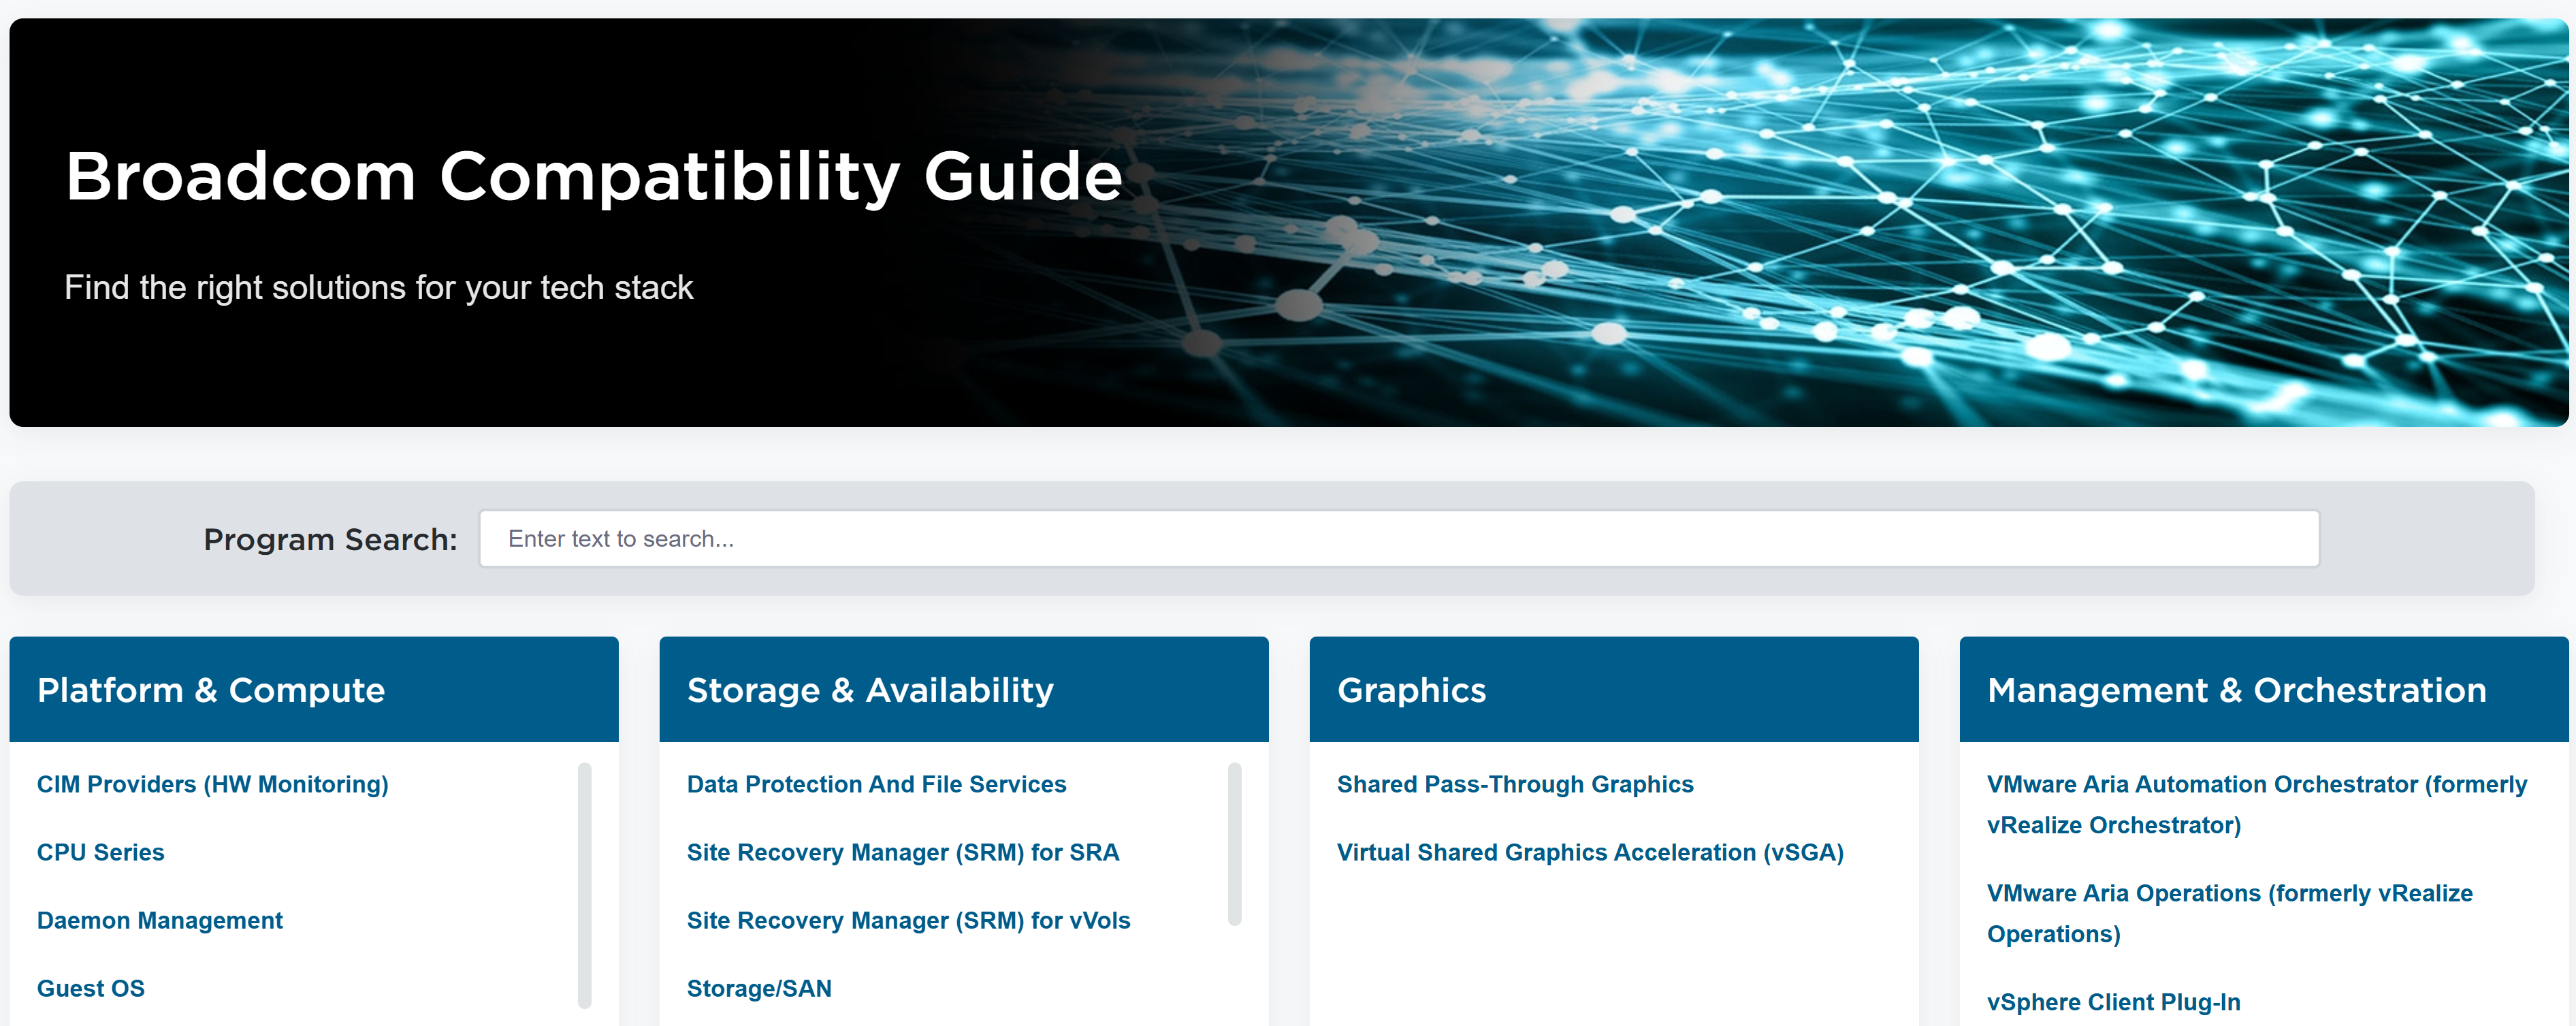 Broadcom Compatibility Guide
Find the right solutions for your tech stack
Program Search:
Enter text to search...
Platform & Compute
CIM Providers (HW Monitoring)
CPU Series
Daemon Management
Guest OS
Storage & Availability
Data Protection And File Services
Site Recovery Manager (SRM) for SRA
Site Recovery Manager (SRM) for vVols
Storage/SAN
Graphics
Shared Pass-Through Graphics
Virtual Shared Graphics Acceleration (vSGA)
Management & Orchestration
VMware Aria Automation Orchestrator (formerly
vRealize Orchestrator)
VMware Aria Operations (formerly vRealize
Operations)
vSphere Client Plug-In